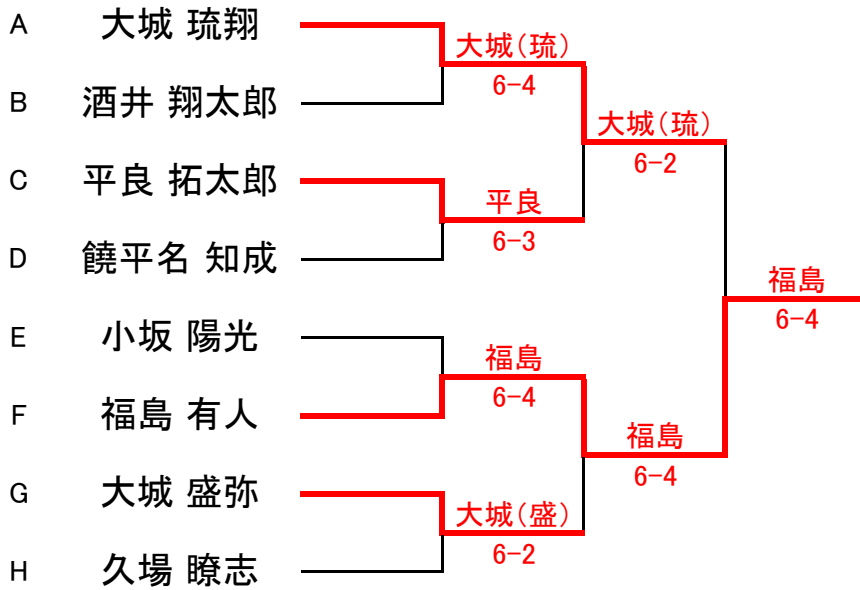 A 大城 琉翔
B 酒井 翔太郎
C 平良 拓太郎
D 饒平名 知成
E 小坂 陽光
F 福島 有人
G 大城 盛弥
H 久場 瞭志
大城（琉）
6-4
平良
6-3
福島
6-4
大城（盛）
6-2
大城（琉）
6-2
福島
6-4
福島
6-4